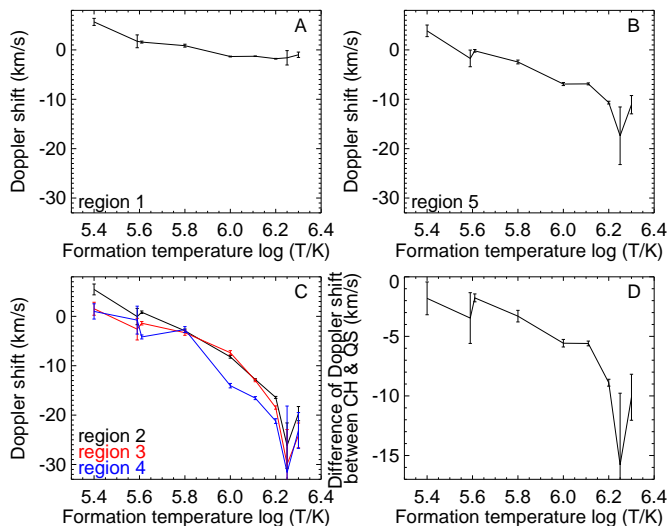 A
0
-10
-20
-30
Doppler shift (km/s)
region 1
5.4 5.6 5.8 6.0 6.2 6.4
Formation temperature log (T/K)
B
0
-10
-20
-30
Doppler shift (km/s)
region 5
5.4 5.6 5.8 6.0 6.2 6.4
Formation temperature log (T/K)
C
0
-10
-20
-30
Doppler shift (km/s)
region 2
region 3
region 4
5.4 5.6 5.8 6.0 6.2 6.4
Formation temperature log (T/K)
D
0
-5
-10
-15
Difference of Doppler shift
between CH & QS
5.4 5.6 5.8 6.0 6.2 6.4
Formation temperature log (T/K)